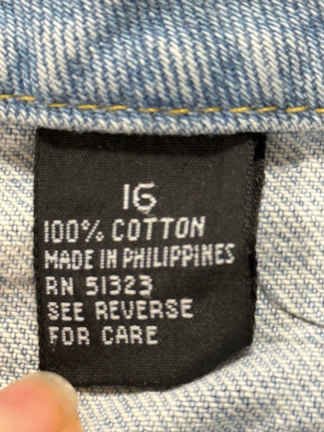 16
100% COTTON
MADE IN PHILIPPINES
RN 51323
SEE REVERSE
FOR CARE